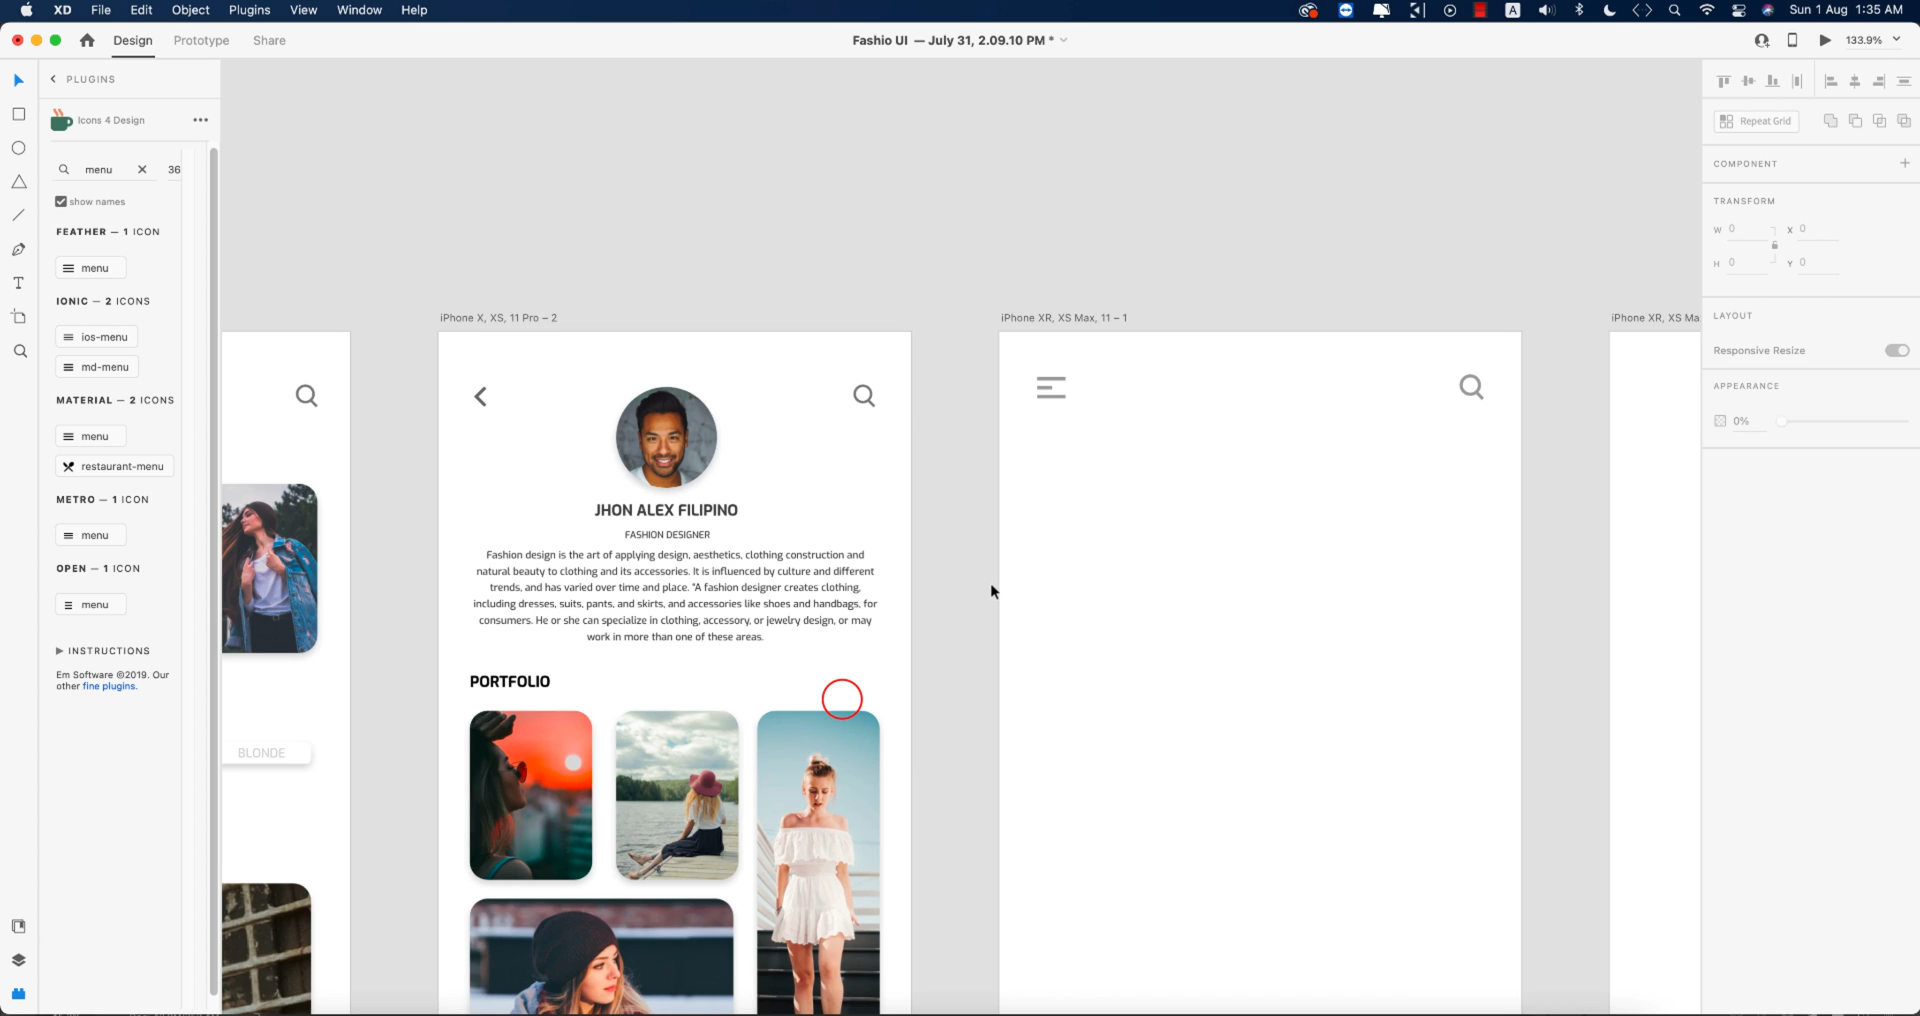 XD File Edit Object Plugins View Window Help
A
Sun 1 Aug 1:35 AM
Design Prototype Share
Fashio UI — July 31, 2.09.10 PM *
133.9%
PLUGINS
Icons 4 Design
menu
36
show names
FEATHER — 1 ICON
menu
IONIC — 2 ICONS
ios-menu
md-menu
MATERIAL — 2 ICONS
menu
restaurant-menu
METRO — 1 ICON
menu
OPEN — 1 ICON
menu
INSTRUCTIONS
Em Software ©2019. Our
other fine plugins.
T
BLONDE
iPhone X, XS, 11 Pro – 2
JHON ALEX FILIPINO
FASHION DESIGNER
Fashion design is the art of applying design, aesthetics, clothing construction and
natural beauty to clothing and its accessories. It is influenced by culture and different
trends, and has varied over time and place. "A fashion designer creates clothing,
including dresses, suits, pants, and skirts, and accessories like shoes and handbags, for
consumers. He or she can specialize in clothing, accessory, or jewelry design, or may
work in more than one of these areas.
PORTFOLIO
iPhone XR, XS Max, 11 – 1
iPhone XR, XS Ma
Repeat Grid
COMPONENT
TRANSFORM
W 0 X 0
H 0 Y 0
LAYOUT
Responsive Resize
APPEARANCE
0%